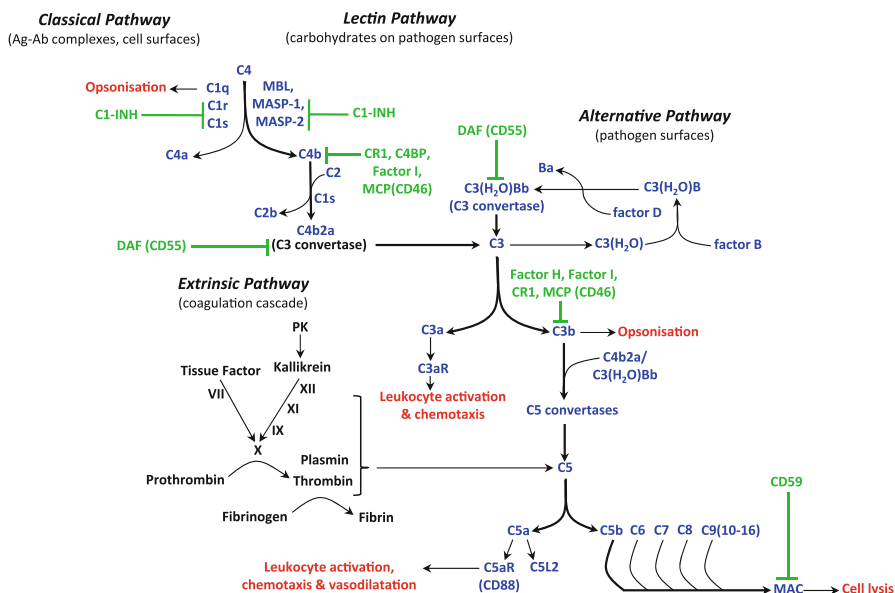 Classical Pathway
(Ag-Ab complexes, cell surfaces)
Lectin Pathway
(carbohydrates on pathogen surfaces)
C4
Opsonisation
C1q
C1r
C1s
C1-INH
MBL,
MASP-1,
MASP-2
C1-INH
Alternative Pathway
(pathogen surfaces)
DAF (CD55)
C4a
C4b
CR1, C4BP,
Factor I,
MCP(CD46)
C2
C1s
C2b
C4b2a
(C3 convertase)
DAF (CD55)
Ba
C3(H₂O)Bb
(C3 convertase)
C3(H₂O)B
factor D
C3
C3(H₂O)
factor B
Extrinsic Pathway
(coagulation cascade)
Factor H, Factor I,
CR1, MCP (CD46)
PK
C3a
C3b
Opsonisation
Tissue Factor
Kallikrein
C3aR
C4b2a/
C3(H₂O)Bb
VII
XII
XI
IX
X
Leukocyte activation
& chemotaxis
C5 convertases
Plasmin
Prothrombin
Thrombin
C5
CD59
Fibrinogen
Fibrin
C5a
C5b
C6
C7
C8
C9(10-16)
Leukocyte activation,
chemotaxis & vasodilatation
C5aR
(CD88)
C5L2
MAC
Cell lysis